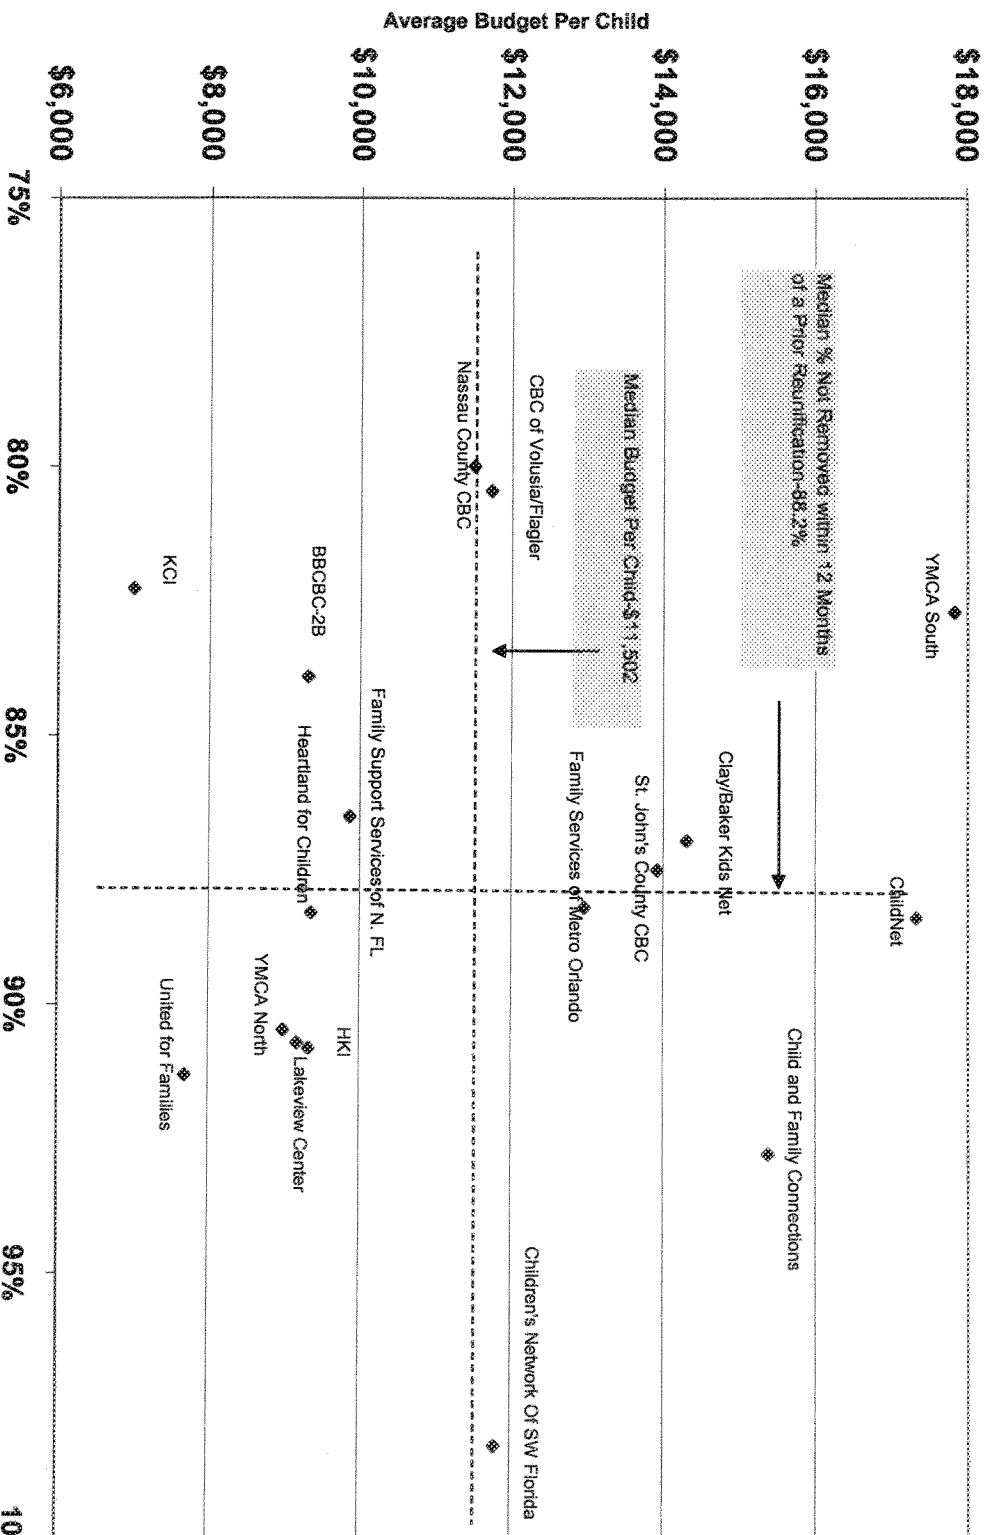 Average Budget Per Child
$18,000
$16,000
$14,000
$12,000
$10,000
$8,000
$6,000
75%
80%
85%
90%
95%
10
Median % Not Removed within 12 Months
of a Prior Reunification-88.2%
Median Budget Per Child-$11,502
YMCA South
ChildNet
Child and Family Connections
Clay/Baker Kids Net
St. John's County CBC
Family Services of Metro Orlando
CBC of Volusia/Flagler
Nassau County CBC
Children's Network Of SW Florida
Family Support Services of N. FL
BBCBC-2B
Heartland for Children
HKI
Lakeview Center
YMCA North
United for Families
KCI